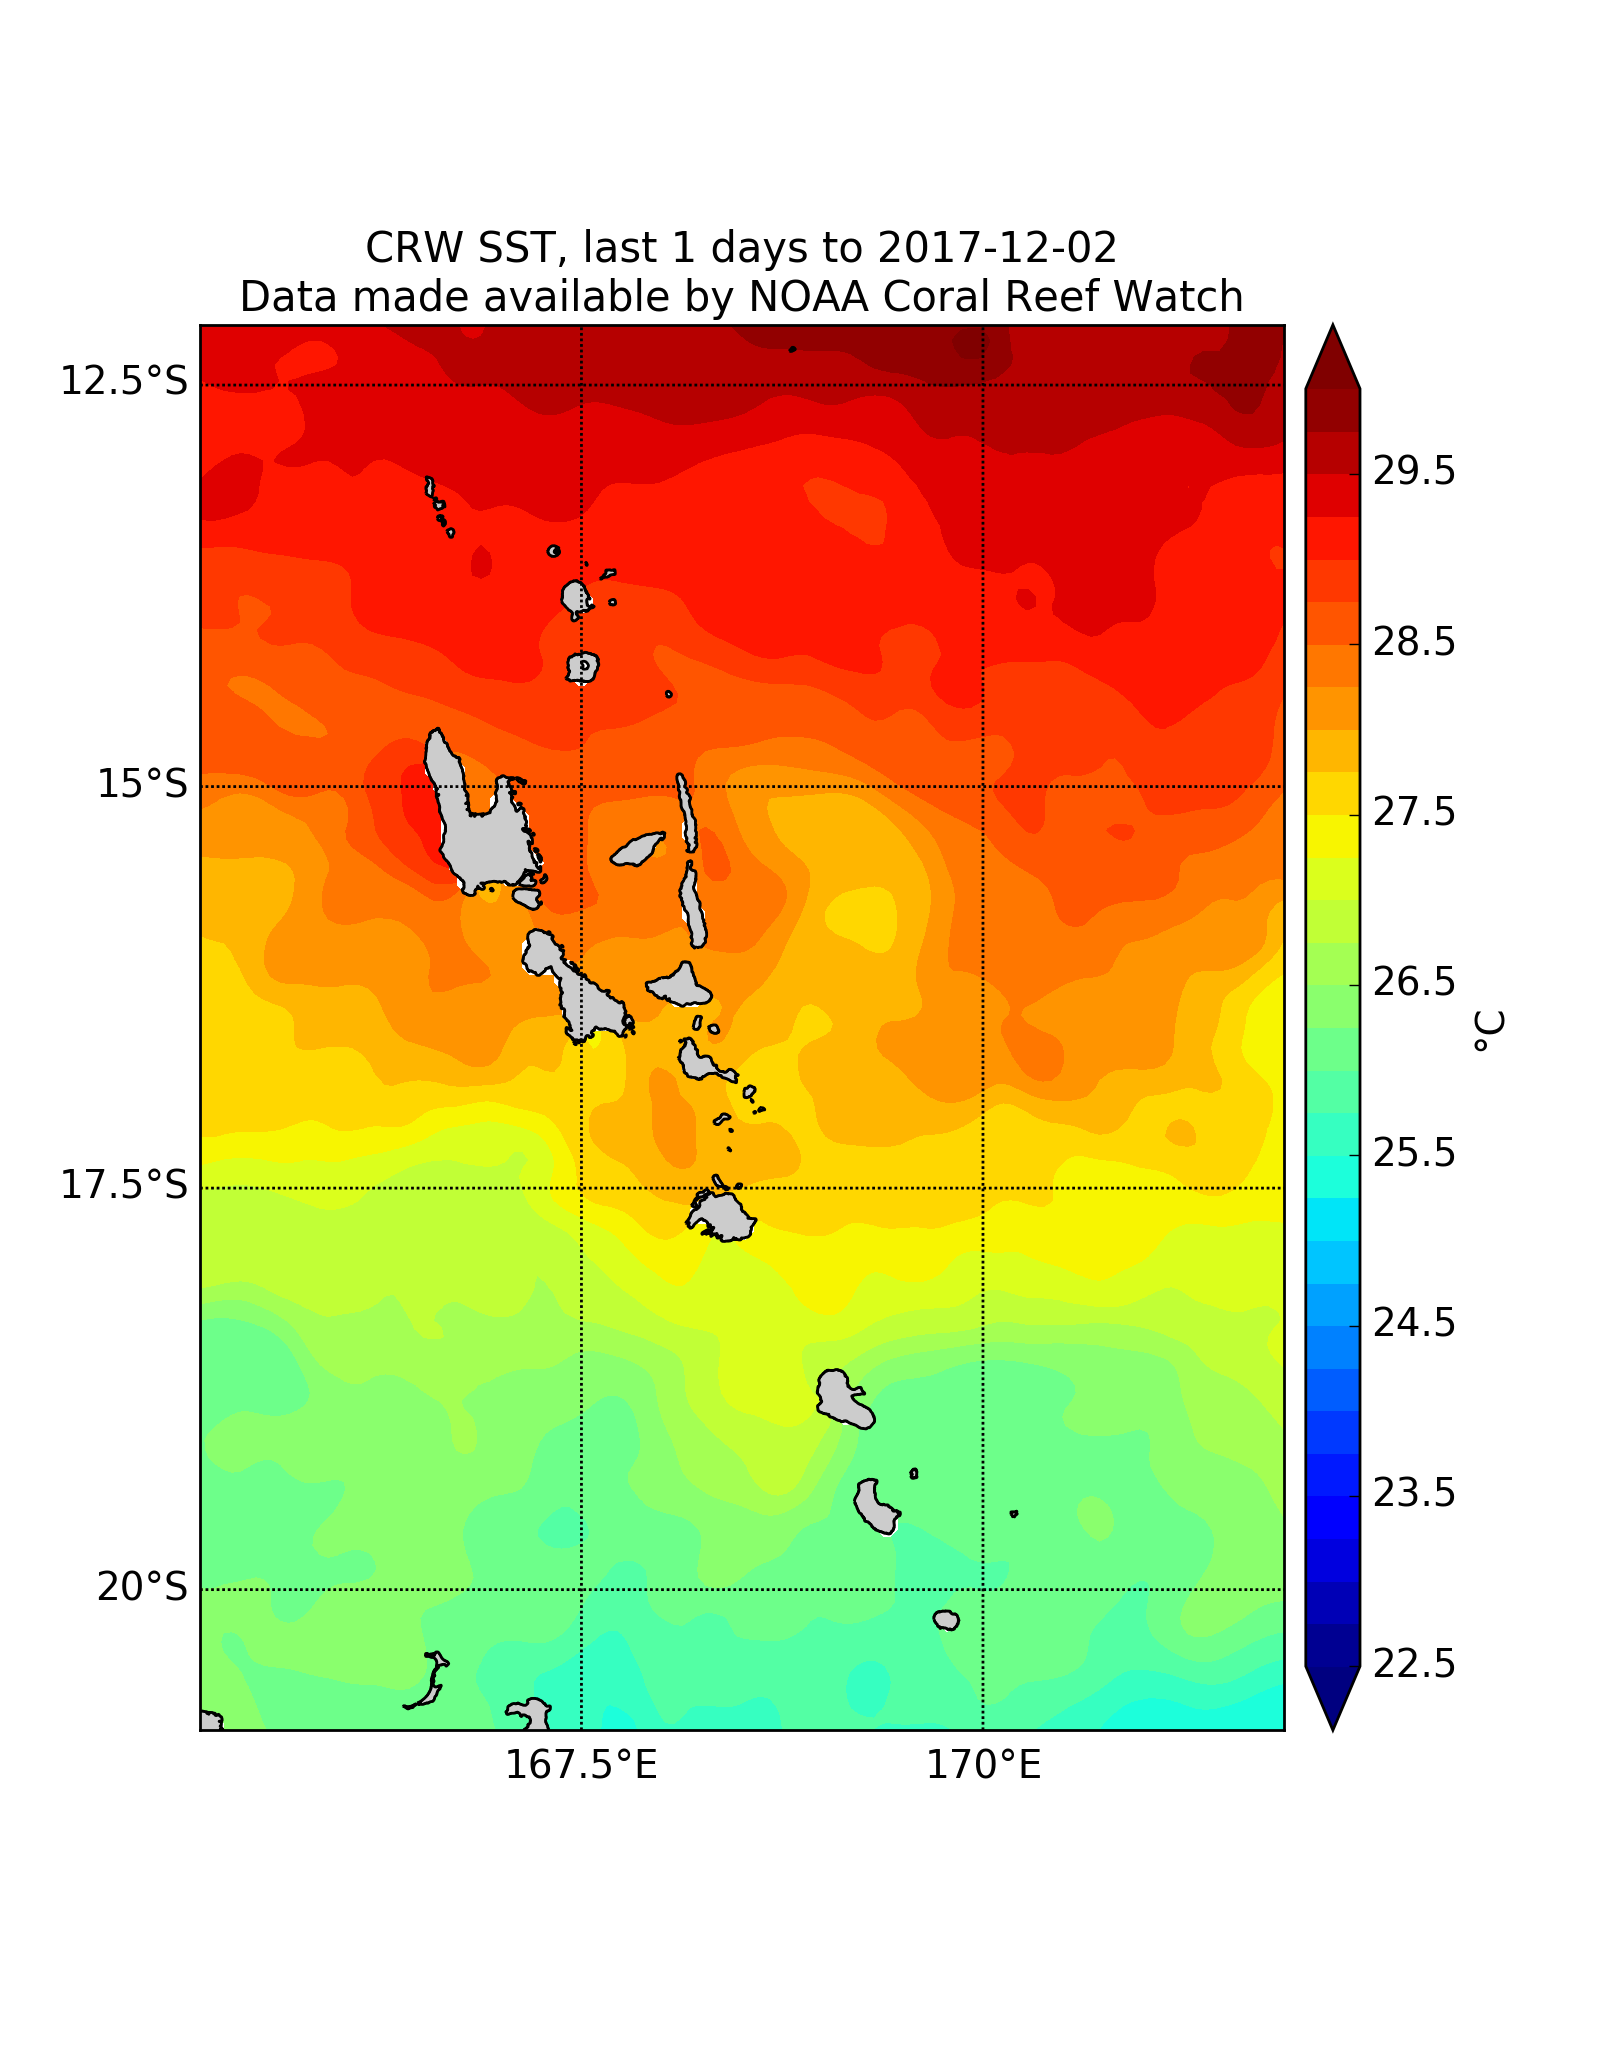 CRW SST, last 1 days to 2017-12-02
Data made available by NOAA Coral Reef Watch
12.5°S
15°S
17.5°S
20°S
167.5°E
170°E
29.5
28.5
27.5
26.5
25.5
24.5
23.5
22.5
°C